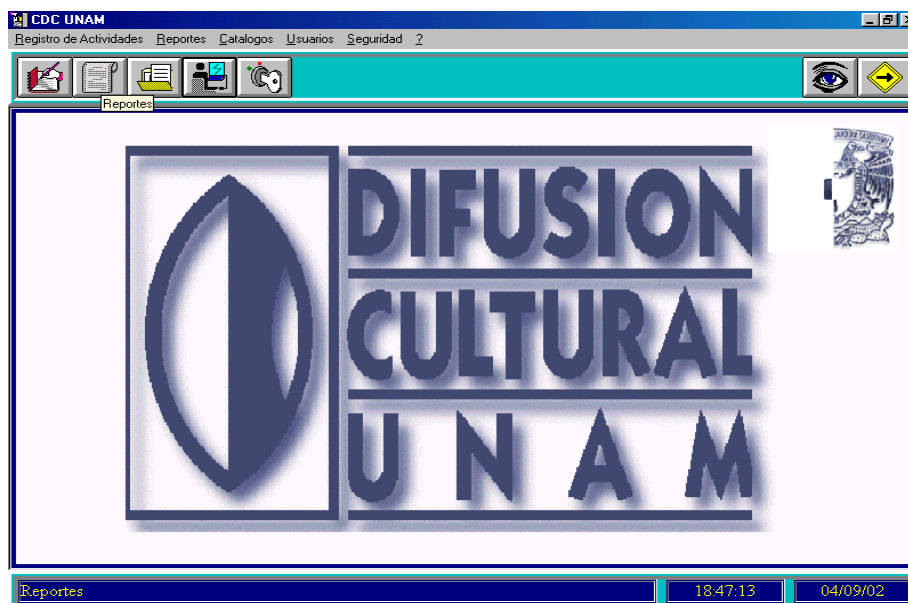 CDC UNAM
Registro de Actividades Reportes Catalogos Usuarios Seguridad ?
Reportes
DIFUSION
CULTURAL
UNAM
Reportes 18:47:13 04/09/02